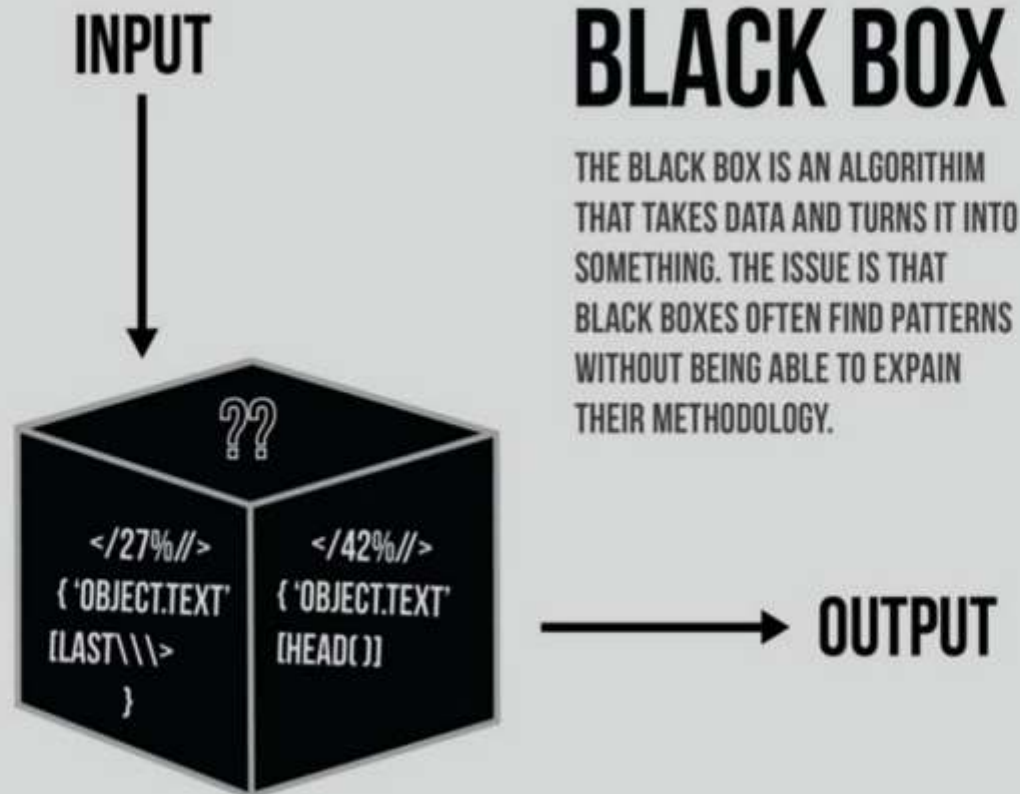 INPUT
BLACK BOX
THE BLACK BOX IS AN ALGORITHIM
THAT TAKES DATA AND TURNS IT INTO
SOMETHING. THE ISSUE IS THAT
BLACK BOXES OFTEN FIND PATTERNS
WITHOUT BEING ABLE TO EXPAIN
THEIR METHODOLOGY.
??
</27%//>
{ ‘OBJECT.TEXT’
[LAST\\\>
}
</42%//>
{ ‘OBJECT.TEXT’
[HEAD( )]
OUTPUT